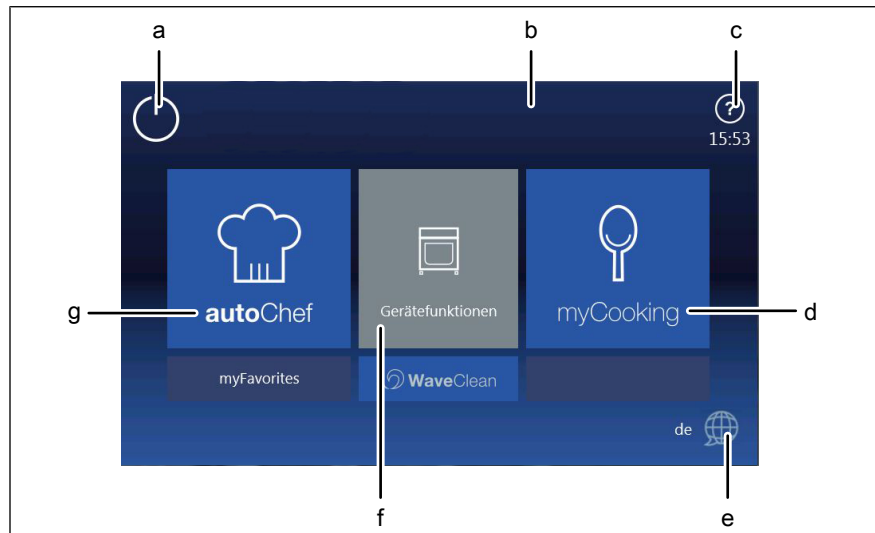 a
b
c
?
15:53
g
autoChef
Gerätefunktionen
myCooking
d
myFavorites
WaveClean
de
f
e